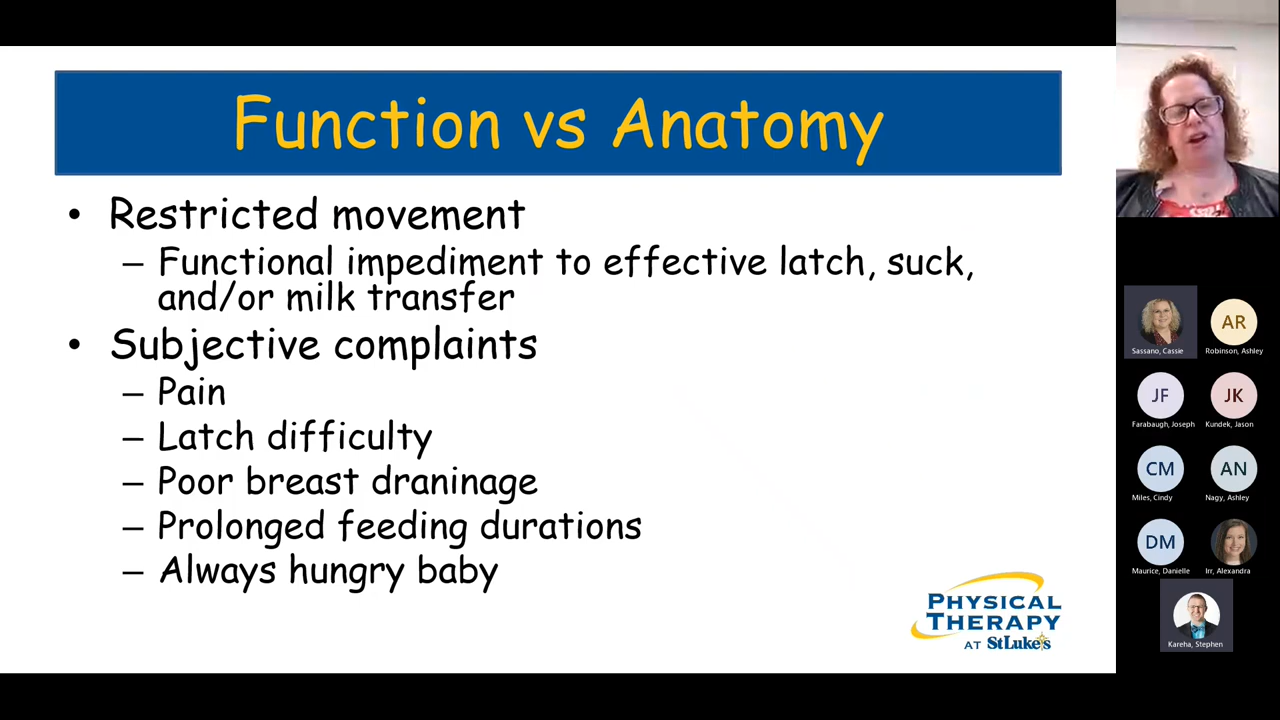 Function vs Anatomy
• Restricted movement
– Functional impediment to effective latch, suck,
and/or milk transfer
• Subjective complaints
– Pain
– Latch difficulty
– Poor breast draninage
– Prolonged feeding durations
– Always hungry baby
PHYSICAL
THERAPY
AT StLuke's
Sassano, Cassie
AR
Robinson, Ashley
JF
Farabaugh, Joseph
JK
Kundek, Jason
CM
Miles, Cindy
AN
Nagy, Ashley
DM
Maurice, Danielle
Irr, Alexandra
Kareha, Stephen